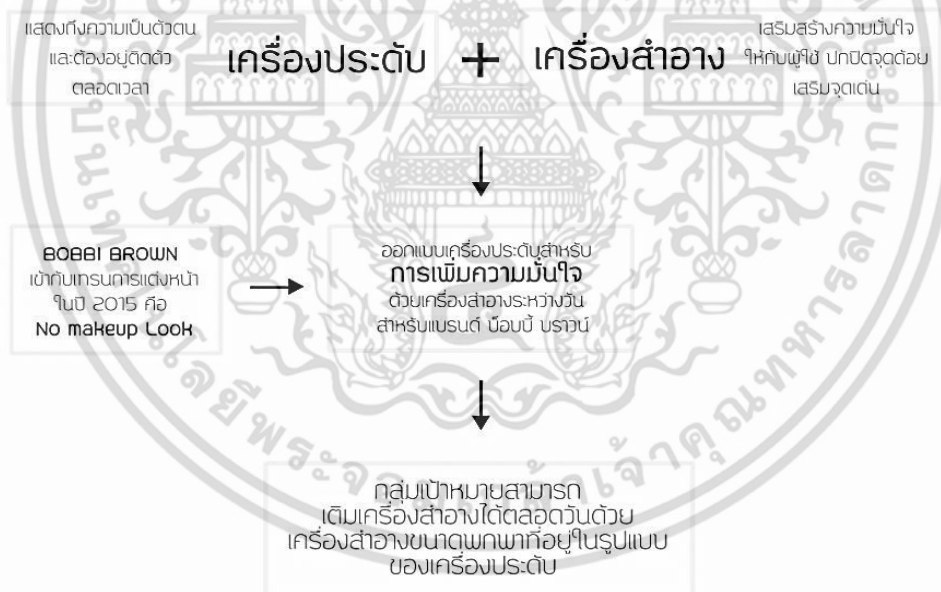 แสดงถึงความเป็นตัวตน
และต้องอยู่ติดตัว
ตลอดเวลา
เครื่องประดับ + เครื่องสำอาง
เสริมสร้างความมั่นใจ
ให้กับผู้ใช้ ปกปิดจุดด้อย
เสริมจุดเด่น
BOBBI BROWN
เข้ากับเทรนการแต่งหน้า
ในปี 2015 คือ
No makeup Look
ออกแบบเครื่องประดับสำหรับ
การเพิ่มความมั่นใจ
ด้วยเครื่องสำอางระหว่างวัน
สำหรับแบรนด์ บ็อบบี้ บราวน์
กลุ่มเป้าหมายสามารถ
เติมเครื่องสำอางได้ตลอดวันด้วย
เครื่องสำอางขนาดพกพาที่อยู่ในรูปแบบ
ของเครื่องประดับ